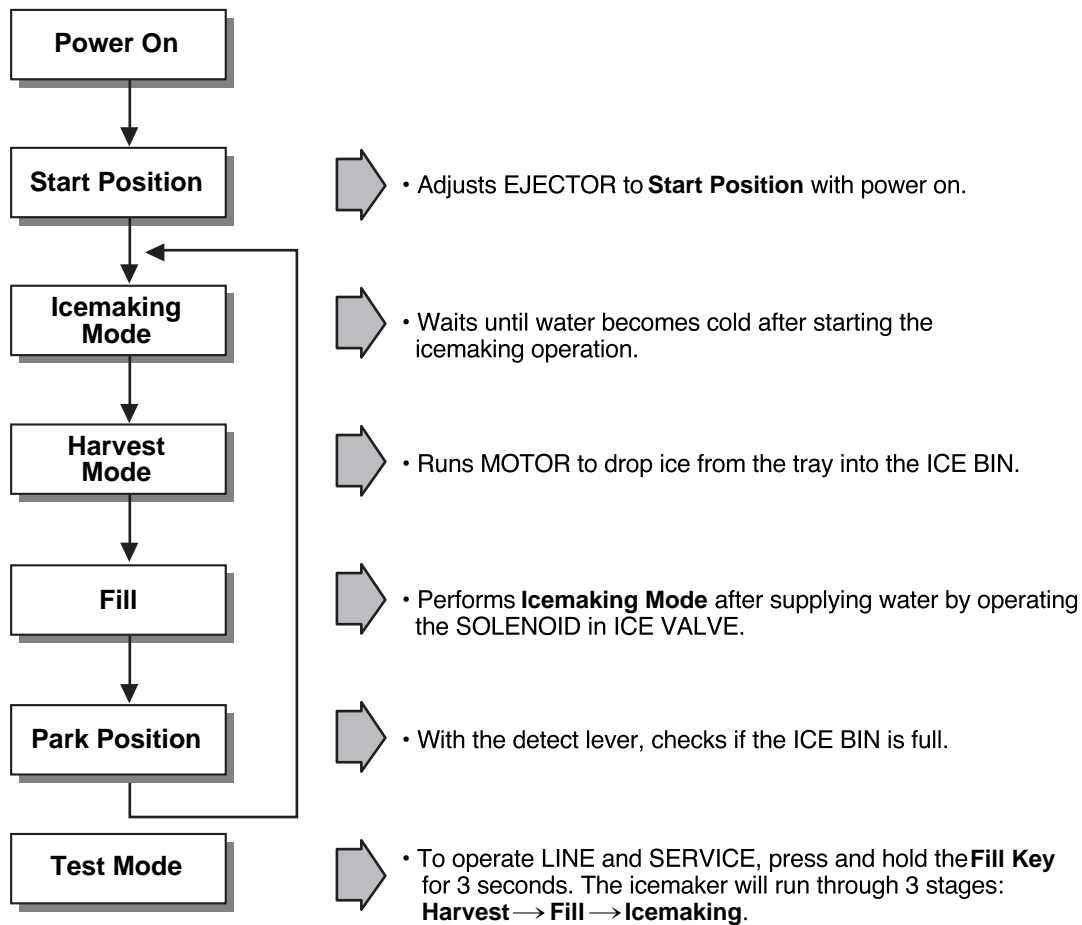 Power On
Start Position
• Adjusts EJECTOR to Start Position with power on.
Icemaking
Mode
• Waits until water becomes cold after starting the
icemaking operation.
Harvest
Mode
• Runs MOTOR to drop ice from the tray into the ICE BIN.
Fill
• Performs Icemaking Mode after supplying water by operating
the SOLENOID in ICE VALVE.
Park Position
• With the detect lever, checks if the ICE BIN is full.
Test Mode
• To operate LINE and SERVICE, press and hold the Fill Key
for 3 seconds. The icemaker will run through 3 stages:
Harvest → Fill → Icemaking.